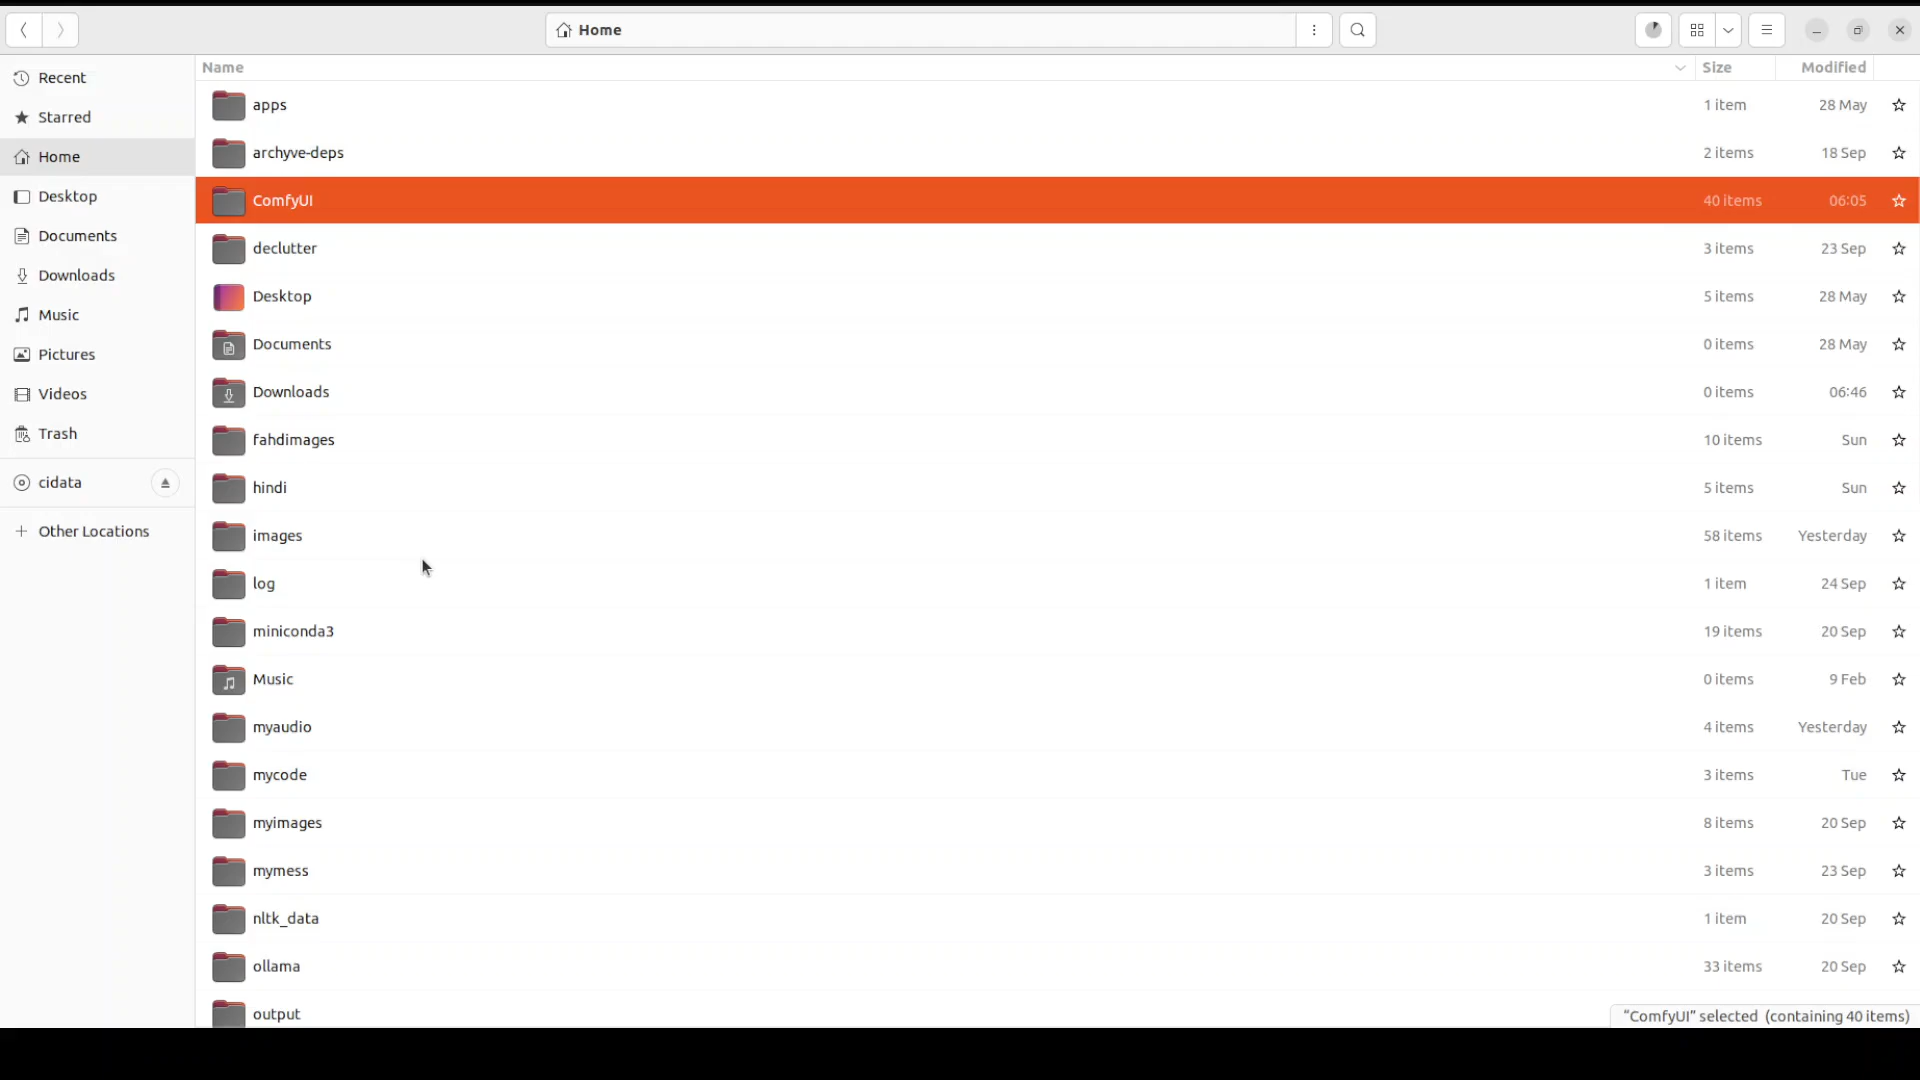 Home
Name Size Modified
Recent
Starred
Home
Desktop
Documents
Downloads
Music
Pictures
Videos
Trash
cidata
Other Locations
apps 1 item 28 May
archyve-deps 2 items 18 Sep
ComfyUI 40 items 06:05
declutter 3 items 23 Sep
Desktop 5 items 28 May
Documents 0 items 28 May
Downloads 0 items 06:46
fahdimages 10 items Sun
hindi 5 items Sun
images 58 items Yesterday
log 1 item 24 Sep
miniconda3 19 items 20 Sep
Music 0 items 9 Feb
myaudio 4 items Yesterday
mycode 3 items Tue
myimages 8 items 20 Sep
mymess 3 items 23 Sep
nltk_data 1 item 20 Sep
ollama 33 items 20 Sep
output
“ComfyUI” selected (containing 40 items)